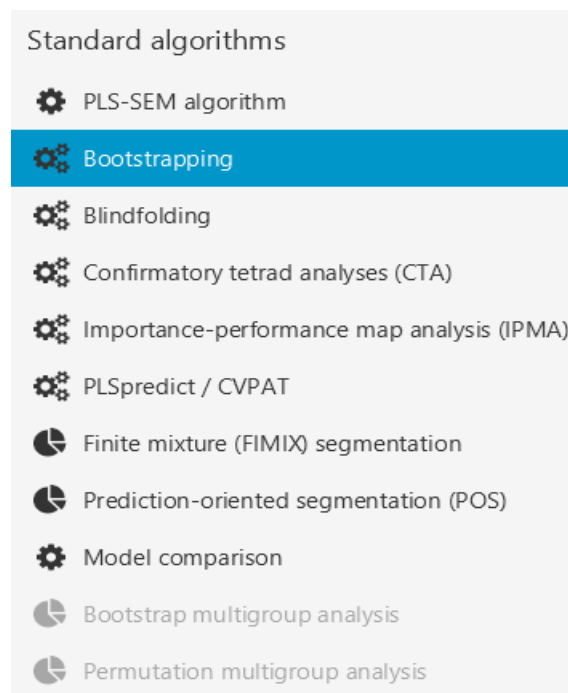 Standard algorithms
PLS-SEM algorithm
Bootstrapping
Blindfolding
Confirmatory tetrad analyses (CTA)
Importance-performance map analysis (IPMA)
PLSpredict / CVPAT
Finite mixture (FIMIX) segmentation
Prediction-oriented segmentation (POS)
Model comparison
Bootstrap multigroup analysis
Permutation multigroup analysis